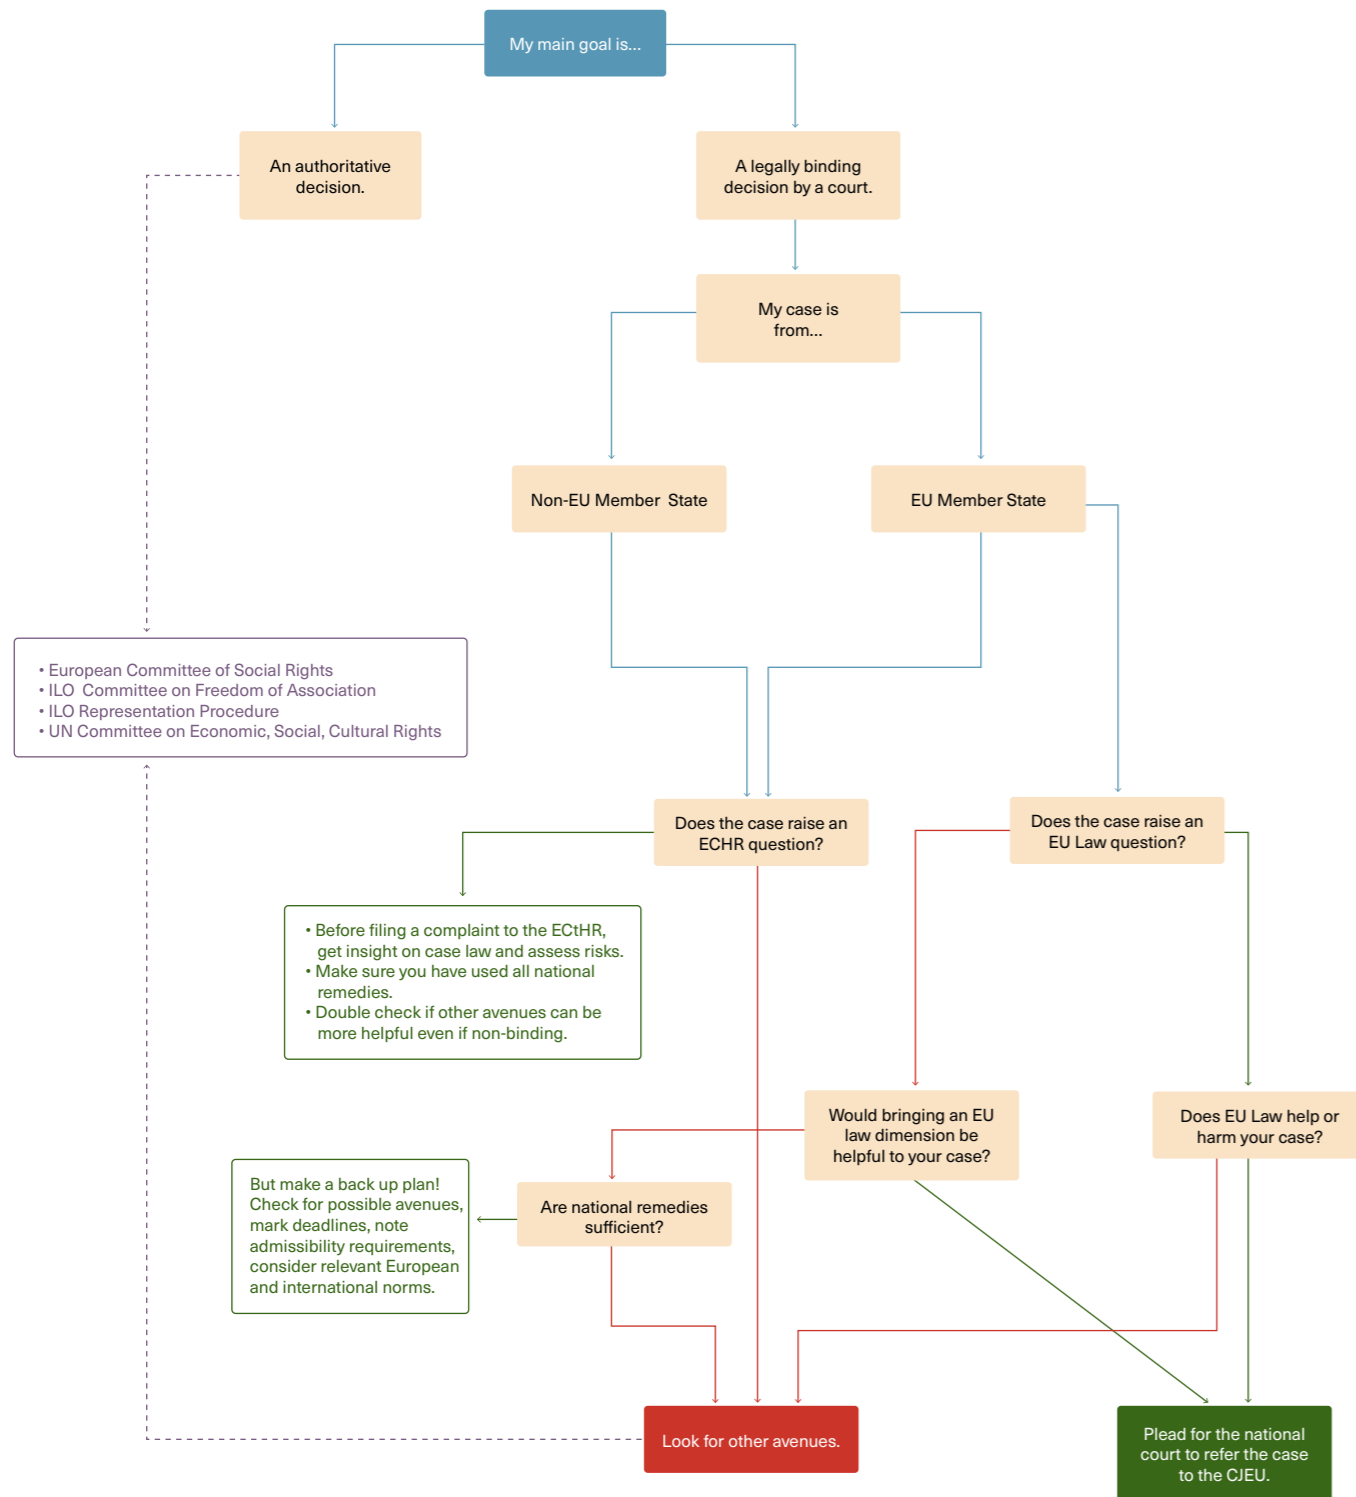 My main goal is...
An authoritative
decision.
A legally binding
decision by a court.
My case is
from...
Non-EU Member State
EU Member State
• European Committee of Social Rights
• ILO Committee on Freedom of Association
• ILO Representation Procedure
• UN Committee on Economic, Social, Cultural Rights
Does the case raise an
ECHR question?
Does the case raise an
EU Law question?
• Before filing a complaint to the ECtHR,
get insight on case law and assess risks.
• Make sure you have used all national
remedies.
• Double check if other avenues can be
more helpful even if non-binding.
Would bringing an EU
law dimension be
helpful to your case?
Does EU Law help or
harm your case?
But make a back up plan!
Check for possible avenues,
mark deadlines, note
admissibility requirements,
consider relevant European
and international norms.
Are national remedies
sufficient?
Look for other avenues.
Plead for the national
court to refer the case
to the CJEU.